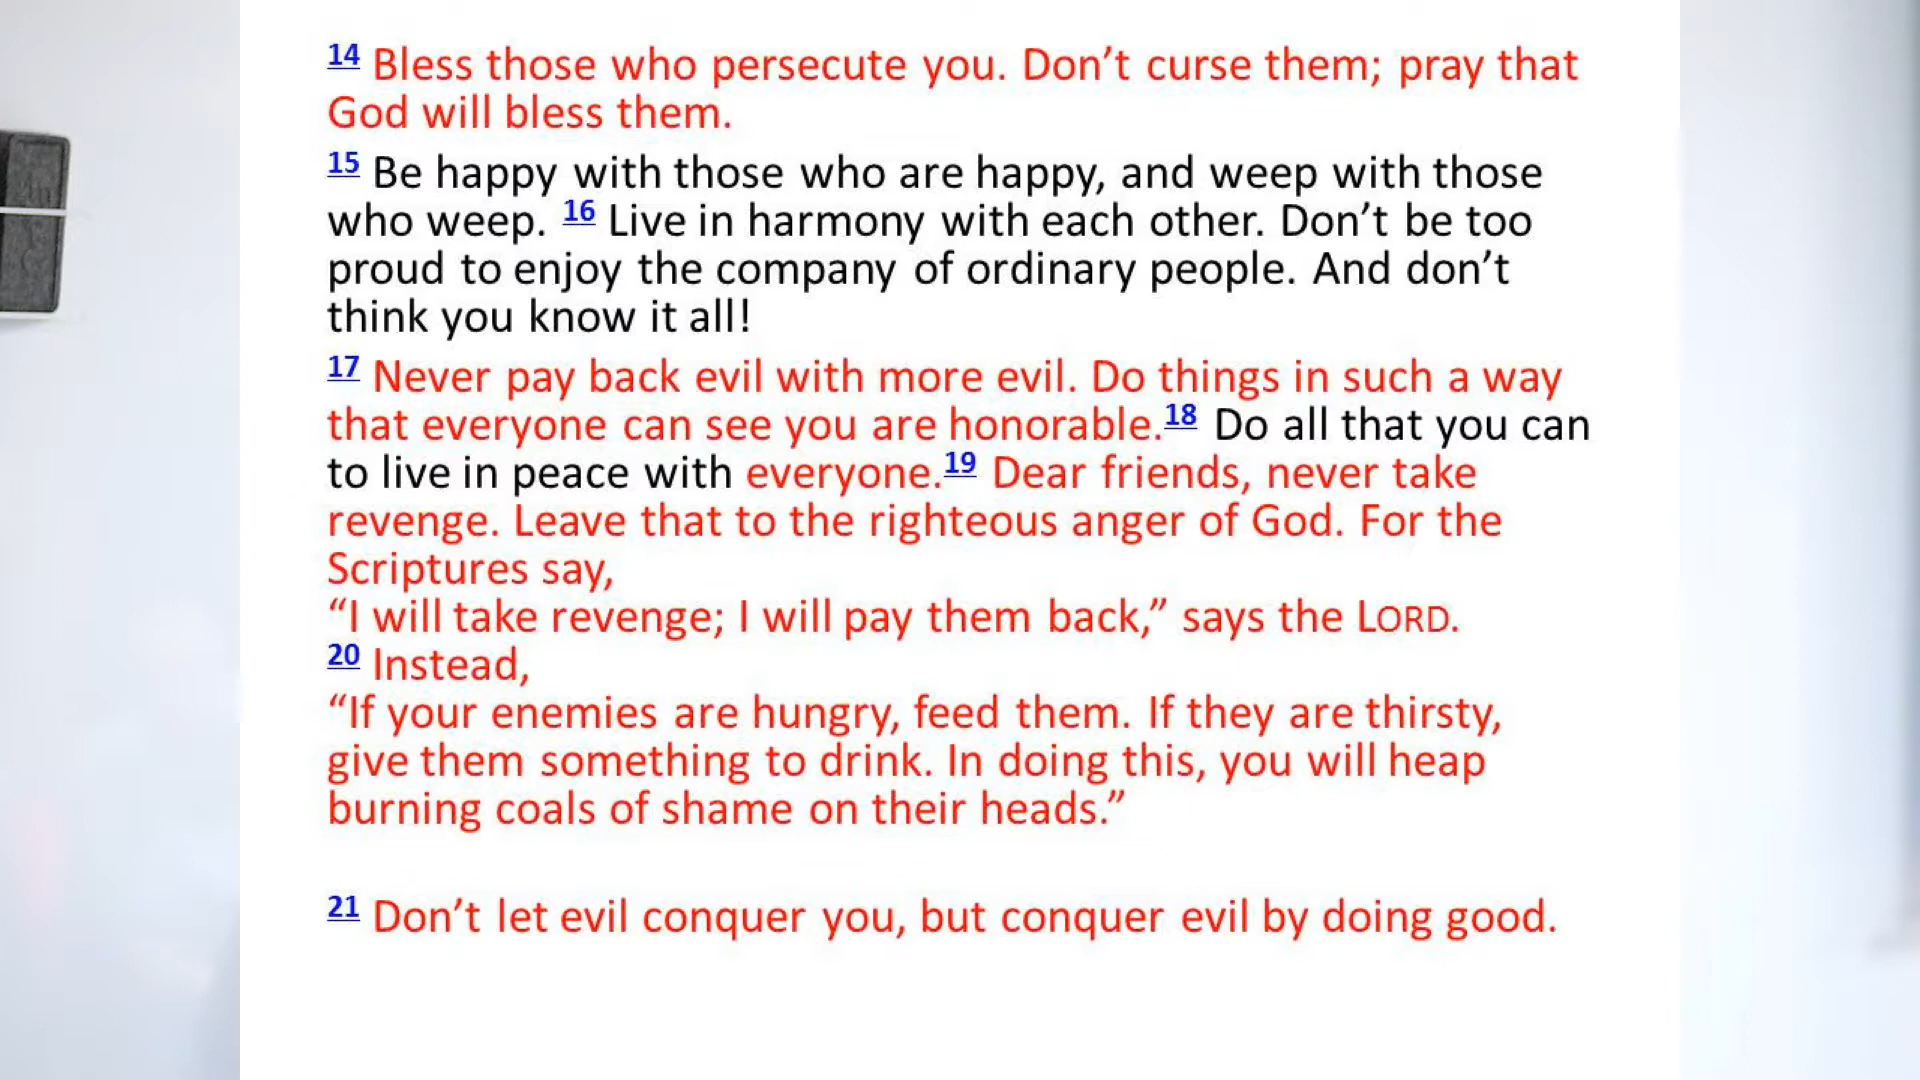 14 Bless those who persecute you. Don’t curse them; pray that
God will bless them.
15 Be happy with those who are happy, and weep with those
who weep. 16 Live in harmony with each other. Don’t be too
proud to enjoy the company of ordinary people. And don’t
think you know it all!
17 Never pay back evil with more evil. Do things in such a way
that everyone can see you are honorable.18 Do all that you can
to live in peace with everyone.19 Dear friends, never take
revenge. Leave that to the righteous anger of God. For the
Scriptures say,
“I will take revenge; I will pay them back,” says the LORD.
20 Instead,
“If your enemies are hungry, feed them. If they are thirsty,
give them something to drink. In doing this, you will heap
burning coals of shame on their heads.”
21 Don’t let evil conquer you, but conquer evil by doing good.